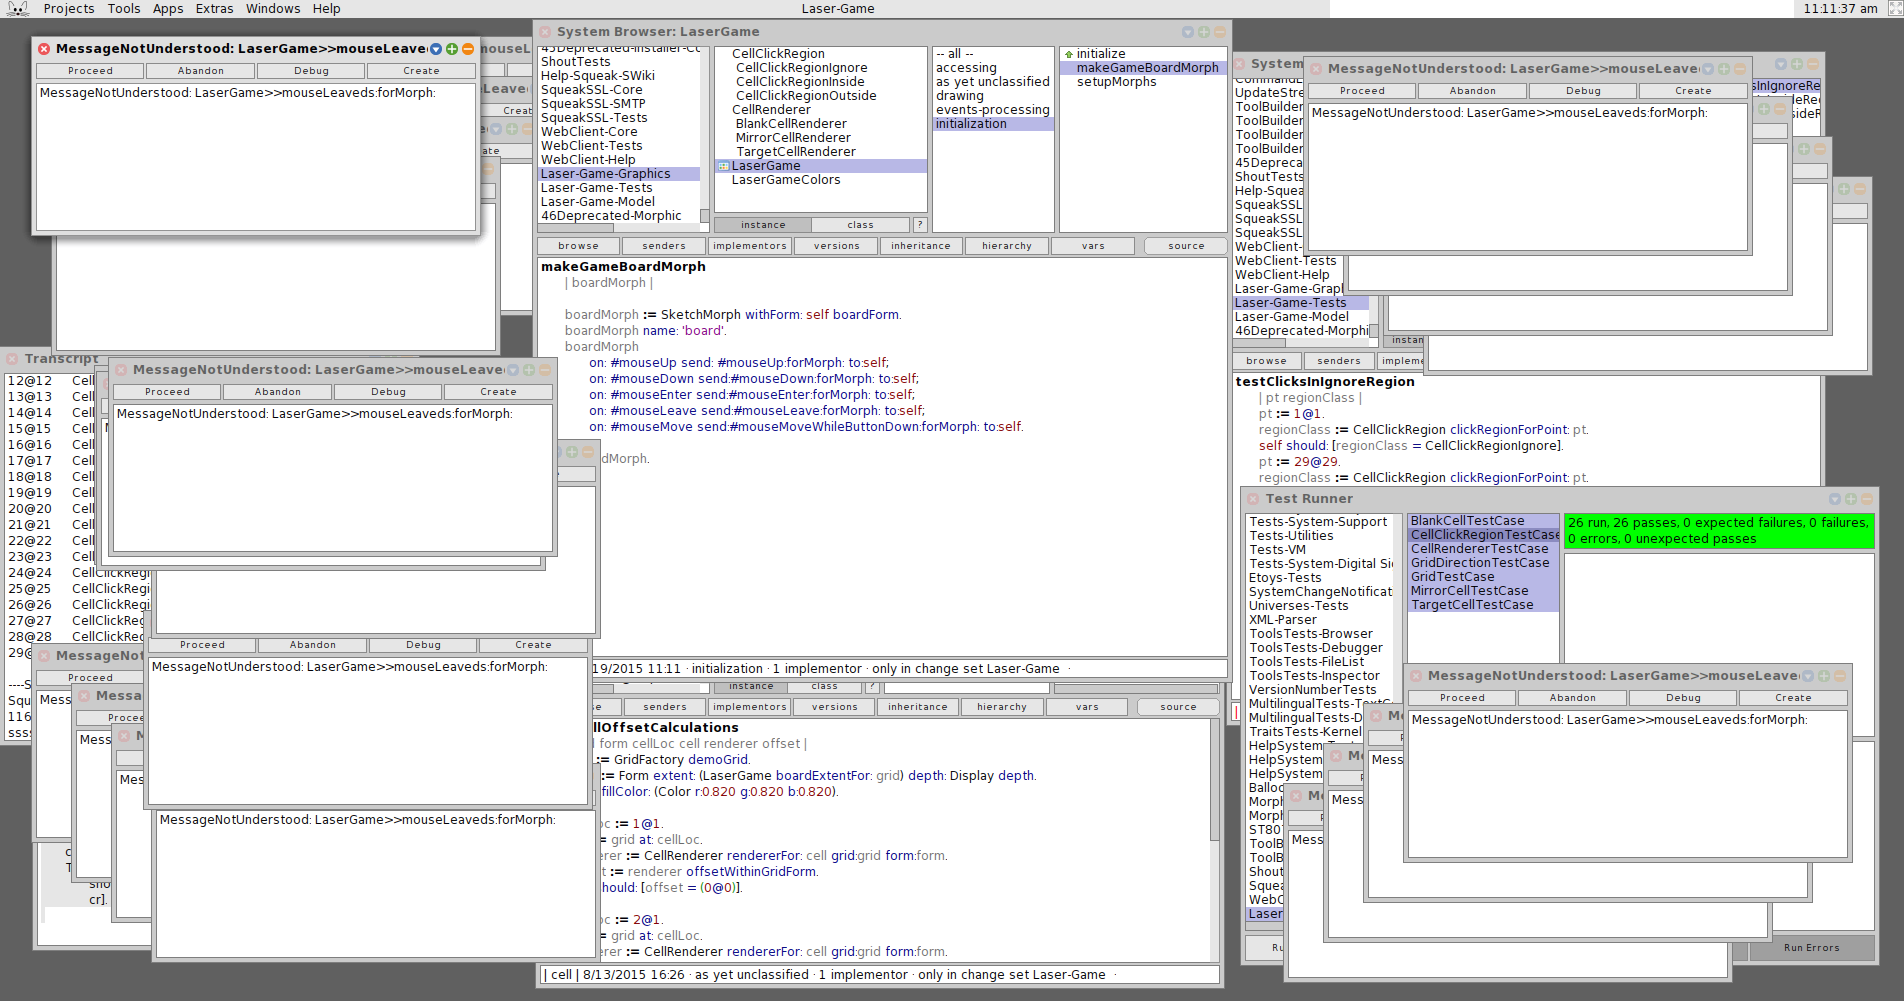 Projects Tools Apps Extras Windows Help
Laser-Game
11:11:37 am
MessageNotUnderstood: LaserGame>>mouseLeave
Proceed Abandon Debug Create
MessageNotUnderstood: LaserGame>>mouseLeaveds:forMorph:
System Browser: LaserGame
ShoutTests
Help-Squeak-SWiki
SqueakSSL-Core
SqueakSSL-SMTP
SqueakSSL-Tests
WebClient-Core
WebClient-Tests
WebClient-Help
Laser-Game-Graphics
Laser-Game-Tests
Laser-Game-Model
46Deprecated-Morphic
CellClickRegion
CellClickRegionIgnore
CellClickRegionInside
CellClickRegionOutside
CellRenderer
BlankCellRenderer
MirrorCellRenderer
TargetCellRenderer
LaserGame
LaserGameColors
instance class ?
-- all --
accessing
as yet unclassified
drawing
events-processing
initialization
initialize
makeGameBoardMorph
setupMorphs
browse senders implementors versions inheritance hierarchy vars source
makeGameBoardMorph
| boardMorph |
boardMorph := SketchMorph withForm: self boardForm.
boardMorph name: 'board'.
boardMorph
on: #mouseUp send: #mouseUp:forMorph: to:self;
on: #mouseDown send:#mouseDown:forMorph: to:self;
on: #mouseEnter send:#mouseEnter:forMorph: to:self;
on: #mouseLeave send:#mouseLeave:forMorph: to:self;
on: #mouseMove send:#mouseMoveWhileButtonDown:forMorph: to:self.
dMorph.
19/2015 11:11 · initialization · 1 implementor · only in change set Laser-Game ·
instance class ?
se senders implementors versions inheritance hierarchy vars source
llOffsetCalculations
form cellLoc cell renderer offset |
:= GridFactory demoGrid.
:= Form extent: (LaserGame boardExtentFor: grid) depth: Display depth.
fillColor: (Color r:0.820 g:0.820 b:0.820).
oc := 1@1.
:= grid at: cellLoc.
erer := CellRenderer rendererFor: cell grid:grid form:form.
t := renderer offsetWithinGridForm.
hould: [offset = (0@0)].
oc := 2@1.
:= grid at: cellLoc.
erer := CellRenderer rendererFor: cell grid:grid form:form.
| cell | 8/13/2015 16:26 · as yet unclassified · 1 implementor · only in change set Laser-Game ·
Transcript
12@12 Cell
13@13 Cell
14@14 Cell
15@15 Cell
16@16 Cell
17@17 Cell
18@18 Cell
19@19 Cell
20@20 Cell
21@21 Cell
22@22 Cell
23@23 Cell
24@24 CellClickRegi
25@25 CellClickRegi
26@26 CellClickRegi
27@27 CellClickReg
28@28 CellClickReg
29@
----S
Squ
116
ssss
MessageNotUnderstood: LaserGame>>mouseLeave
Proceed Abandon Debug Create
MessageNotUnderstood: LaserGame>>mouseLeaveds:forMorph:
Proceed Abandon Debug Create
MessageNotUnderstood: LaserGame>>mouseLeaveds:forMorph:
MessageNotUnderstood: LaserGame>>mouseLeaveds:forMorph:
MessageNot
Proceed
Mess
Messa
Procee
Mess
M
Mess
sho
cr].
System
UpdateStre
ToolBuilder
ToolBuilder
ToolBuilder
ToolBuilder
45Depreca
ShoutTests
Help-Squea
SqueakSSL
SqueakSSL
SqueakSSL
WebClient-
WebClient-Tests
WebClient-Help
Laser-Game-Grapl
Laser-Game-Tests
Laser-Game-Model
46Deprecated-Morphi
instan
browse senders impleme
MessageNotUnderstood: LaserGame>>mouseLeave
Proceed Abandon Debug Create
MessageNotUnderstood: LaserGame>>mouseLeaveds:forMorph:
testClicksInIgnoreRegion
| pt regionClass |
pt := 1@1.
regionClass := CellClickRegion clickRegionForPoint: pt.
self should: [regionClass = CellClickRegionIgnore].
pt := 29@29.
regionClass := CellClickRegion clickRegionForPoint: pt.
Test Runner
Tests-System-Support
Tests-Utilities
Tests-VM
Tests-System-Digital Si
Etoys-Tests
SystemChangeNotificat
Universes-Tests
XML-Parser
ToolsTests-Browser
ToolsTests-Debugger
ToolsTests-FileList
ToolsTests-Inspector
VersionNumberTests
MultilingualTests-TextC
MultilingualTests-D
TraitsTests-Kernel
HelpSystem
HelpSystem
HelpSystem
Balloo
Morph
Morph
ST80
ToolB
ToolB
Shout
Squea
WebC
Laser
BlankCellTestCase
CellClickRegionTestCase
CellRendererTestCase
GridDirectionTestCase
GridTestCase
MirrorCellTestCase
TargetCellTestCase
26 run, 26 passes, 0 expected failures, 0 failures,
0 errors, 0 unexpected passes
MessageNotUnderstood: LaserGame>>mouseLeave
Proceed Abandon Debug Create
MessageNotUnderstood: LaserGame>>mouseLeaveds:forMorph:
Mess
Mess
Mess
Ru
Run Errors